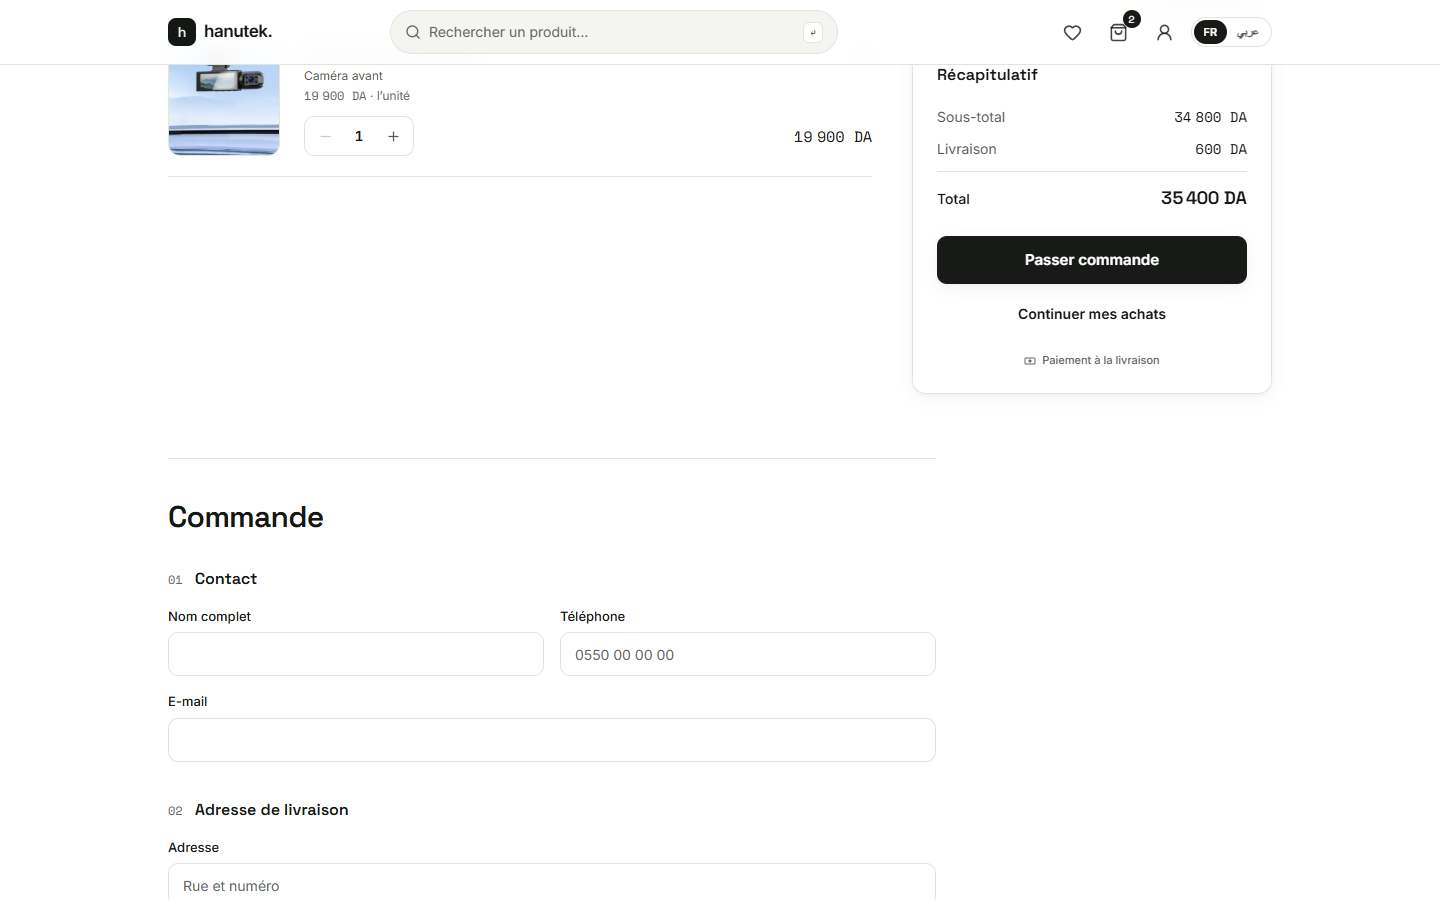 h hanutek.
Rechercher un produit...
2
FR عربي
Caméra avant
19 900 DA · l'unité
− 1 +
19 900 DA
Récapitulatif
Sous-total 34 800 DA
Livraison 600 DA
Total 35 400 DA
Passer commande
Continuer mes achats
Paiement à la livraison
Commande
01 Contact
Nom complet
Téléphone
0550 00 00 00
E-mail
02 Adresse de livraison
Adresse
Rue et numéro